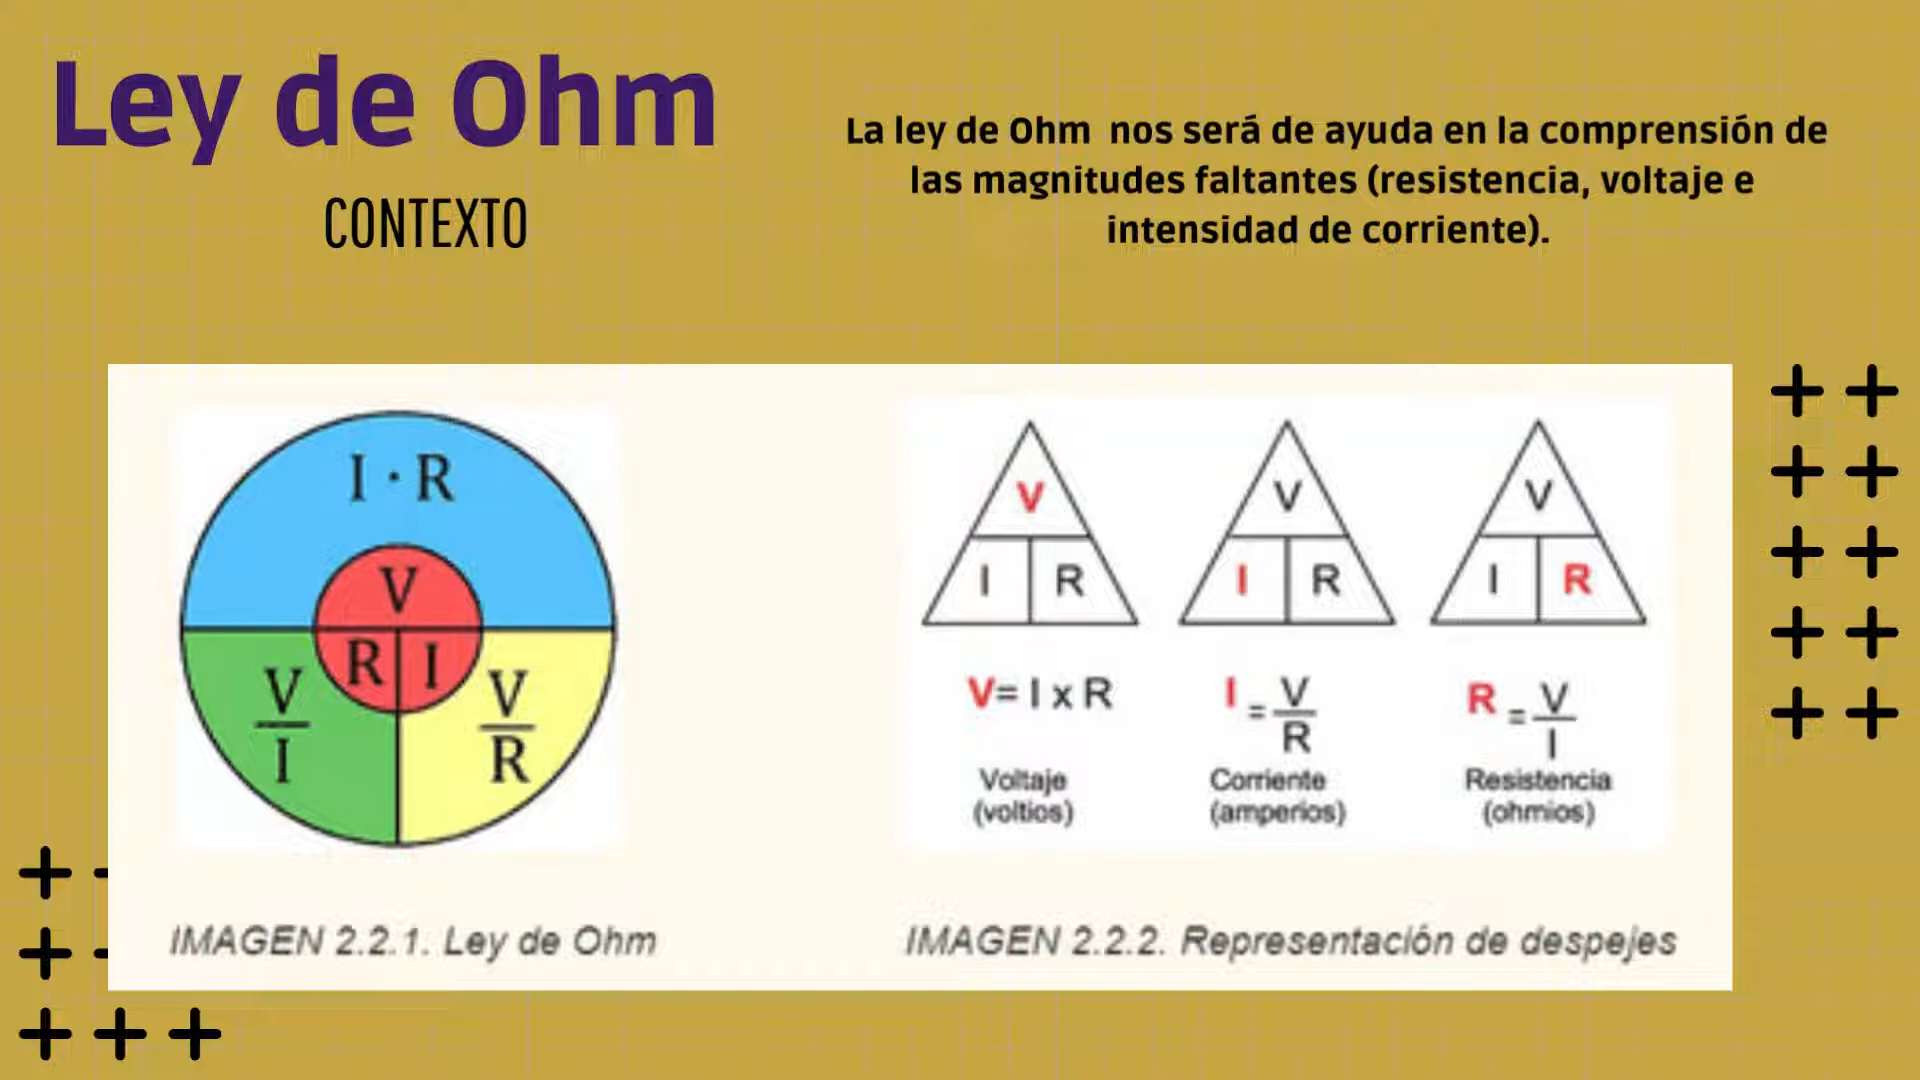 Ley de Ohm
CONTEXTO
La ley de Ohm nos será de ayuda en la comprensión de
las magnitudes faltantes (resistencia, voltaje e
intensidad de corriente).
I · R
V
R I
V
I
V
R
IMAGEN 2.2.1. Ley de Ohm
V
I R
V= I x R
Voltaje
(voltios)
V
I R
I = V
R
Corriente
(amperios)
V
I R
R = V
I
Resistencia
(ohmios)
IMAGEN 2.2.2. Representación de despejes